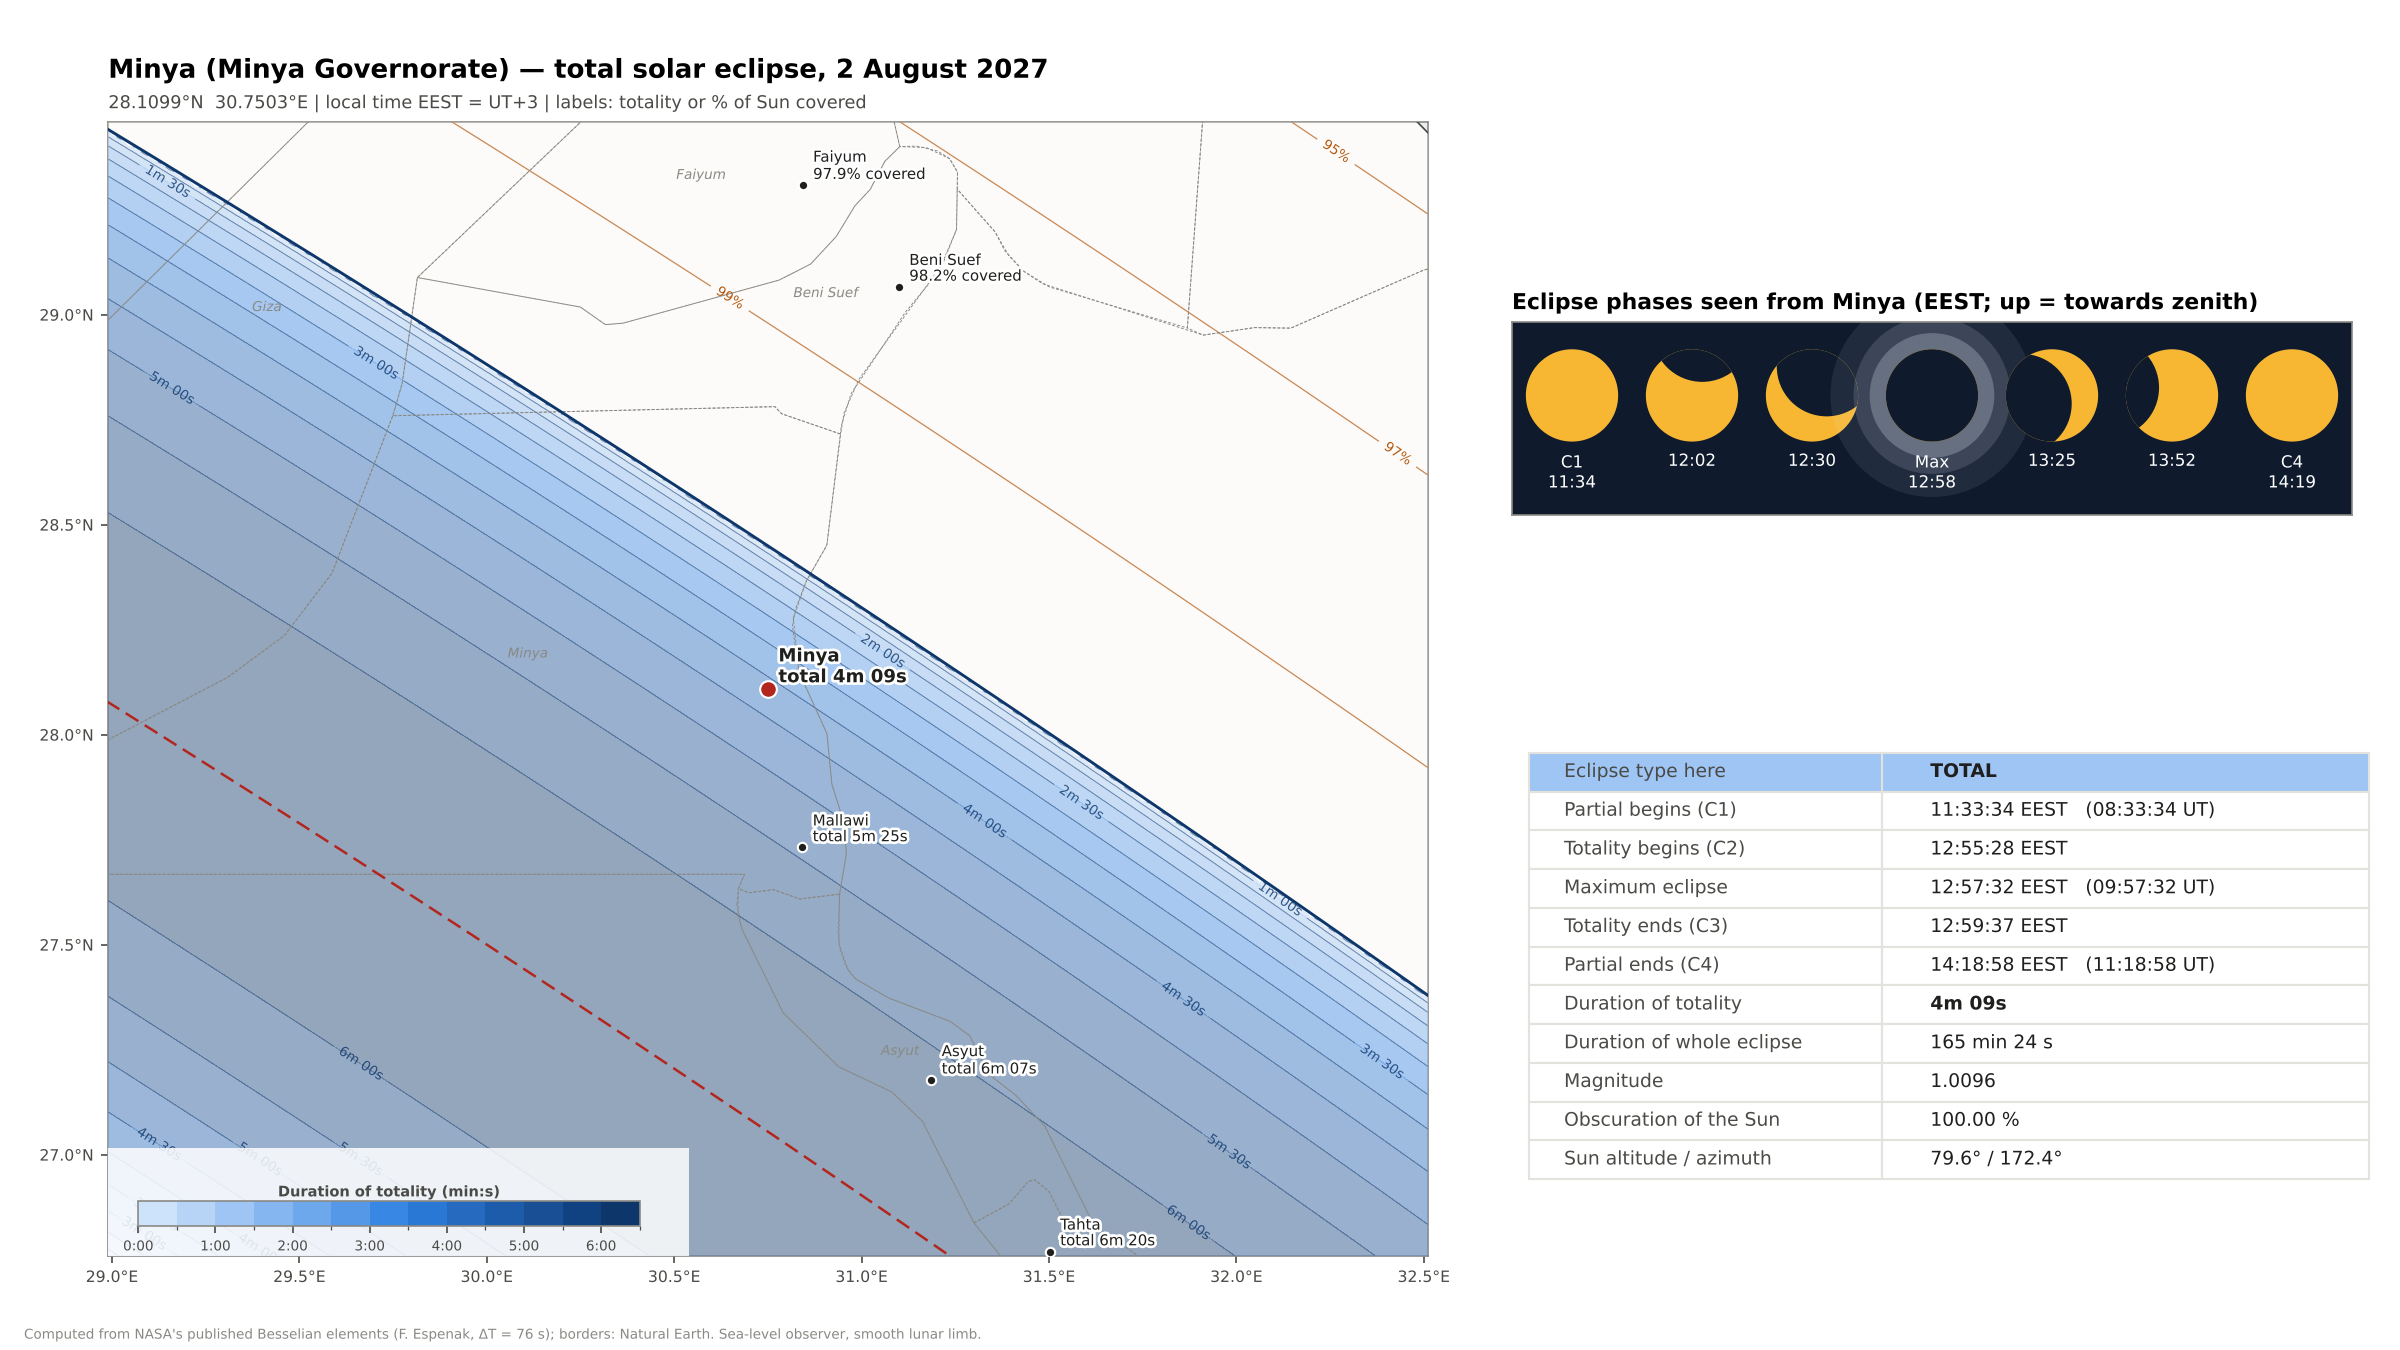 Minya (Minya Governorate) — total solar eclipse, 2 August 2027
28.1099°N  30.7503°E | local time EEST = UT+3 | labels: totality or % of Sun covered
95%
1m 30s
Faiyum
Faiyum
97.9% covered
Beni Suef
98.2% covered
Beni Suef
99%
Giza
29.0°N
3m 00s
5m 00s
97%
28.5°N
Minya
2m 00s
Minya
total 4m 09s
28.0°N
2m 30s
4m 00s
Mallawi
total 5m 25s
1m 00s
27.5°N
4m 30s
3m 30s
Asyut
Asyut
total 6m 07s
6m 00s
4m 30s
5m 00s
5m 30s
5m 30s
27.0°N
6m 00s
Tahta
total 6m 20s
Duration of totality (min:s)
3m 00s
4m 00s
0:00 1:00 2:00 3:00 4:00 5:00 6:00
29.0°E 29.5°E 30.0°E 30.5°E 31.0°E 31.5°E 32.0°E 32.5°E
Eclipse phases seen from Minya (EEST; up = towards zenith)
C1 12:02 12:30 Max 13:25 13:52 C4
11:34 12:58 14:19
Eclipse type here TOTAL
Partial begins (C1) 11:33:34 EEST (08:33:34 UT)
Totality begins (C2) 12:55:28 EEST
Maximum eclipse 12:57:32 EEST (09:57:32 UT)
Totality ends (C3) 12:59:37 EEST
Partial ends (C4) 14:18:58 EEST (11:18:58 UT)
Duration of totality 4m 09s
Duration of whole eclipse 165 min 24 s
Magnitude 1.0096
Obscuration of the Sun 100.00 %
Sun altitude / azimuth 79.6° / 172.4°
Computed from NASA's published Besselian elements (F. Espenak, ΔT = 76 s); borders: Natural Earth. Sea-level observer, smooth lunar limb.